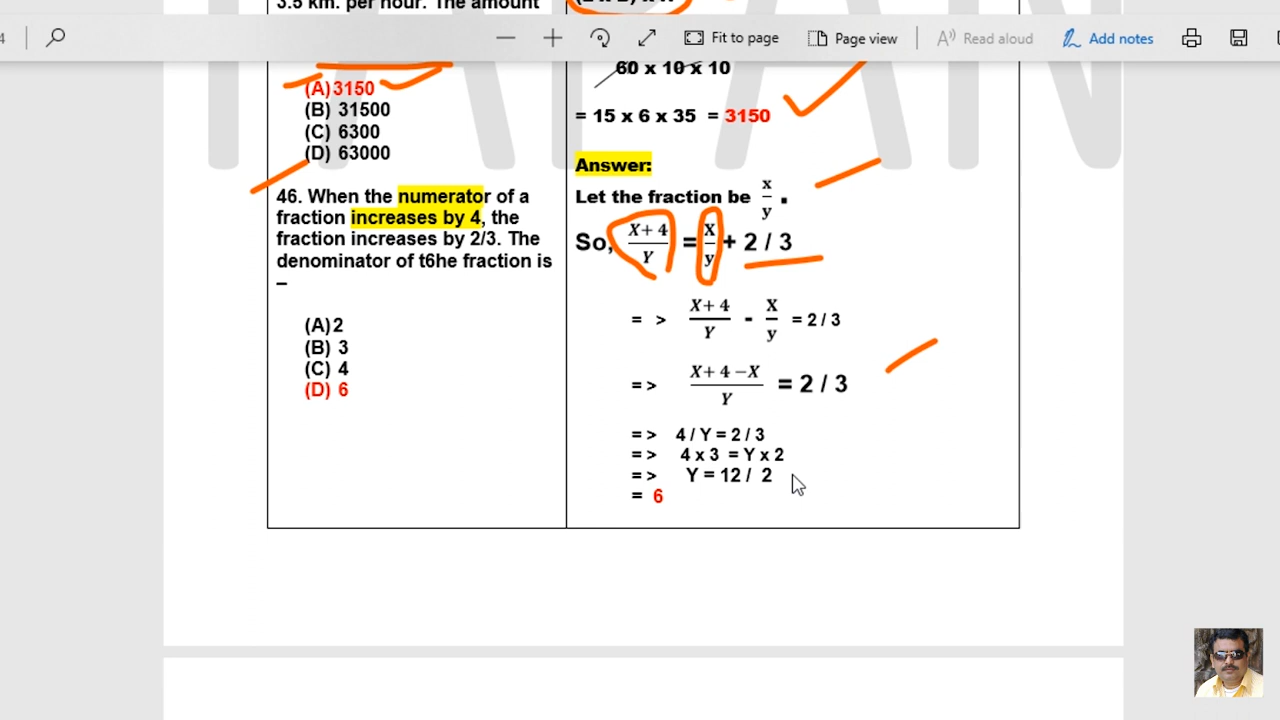 3.5 km. per hour. The amount
4
Fit to page
Page view
Read aloud
Add notes
(A) 3150
(B) 31500
(C) 6300
(D) 63000
46. When the numerator of a
fraction increases by 4, the
fraction increases by 2/3. The
denominator of t6he fraction is
–
(A) 2
(B) 3
(C) 4
(D) 6
60 x 10 x 10
= 15 x 6 x 35 = 3150
Answer:
Let the fraction be x/y .
So, X+ 4/Y = x/y + 2 / 3
= > X+ 4/Y - x/y = 2 / 3
= > X+ 4 –X/Y = 2 / 3
= > 4 / Y = 2 / 3
= > 4 x 3 = Y x 2
= > Y = 12 / 2
= 6